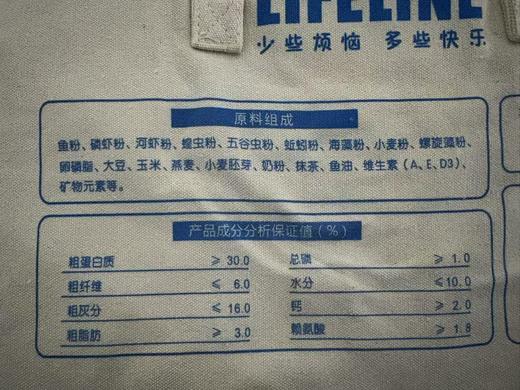 LIFELINE
少些烦恼 多些快乐
原料组成
鱼粉、磷虾粉、河虾粉、蝗虫粉、五谷虫粉、蚯蚓粉、海藻粉、小麦粉、螺旋藻粉、
卵磷脂、大豆、玉米、燕麦、小麦胚芽、奶粉、抹茶、鱼油、维生素（A、E、D3）、
矿物元素等。
产品成分分析保证值（%）
粗蛋白质 ≥ 30.0 总磷 ≥ 1.0
粗纤维 ≤ 6.0 水分 ≤10.0
粗灰分 ≤ 16.0 钙 ≥ 2.0
粗脂肪 ≥ 3.0 赖氨酸 ≥ 1.8